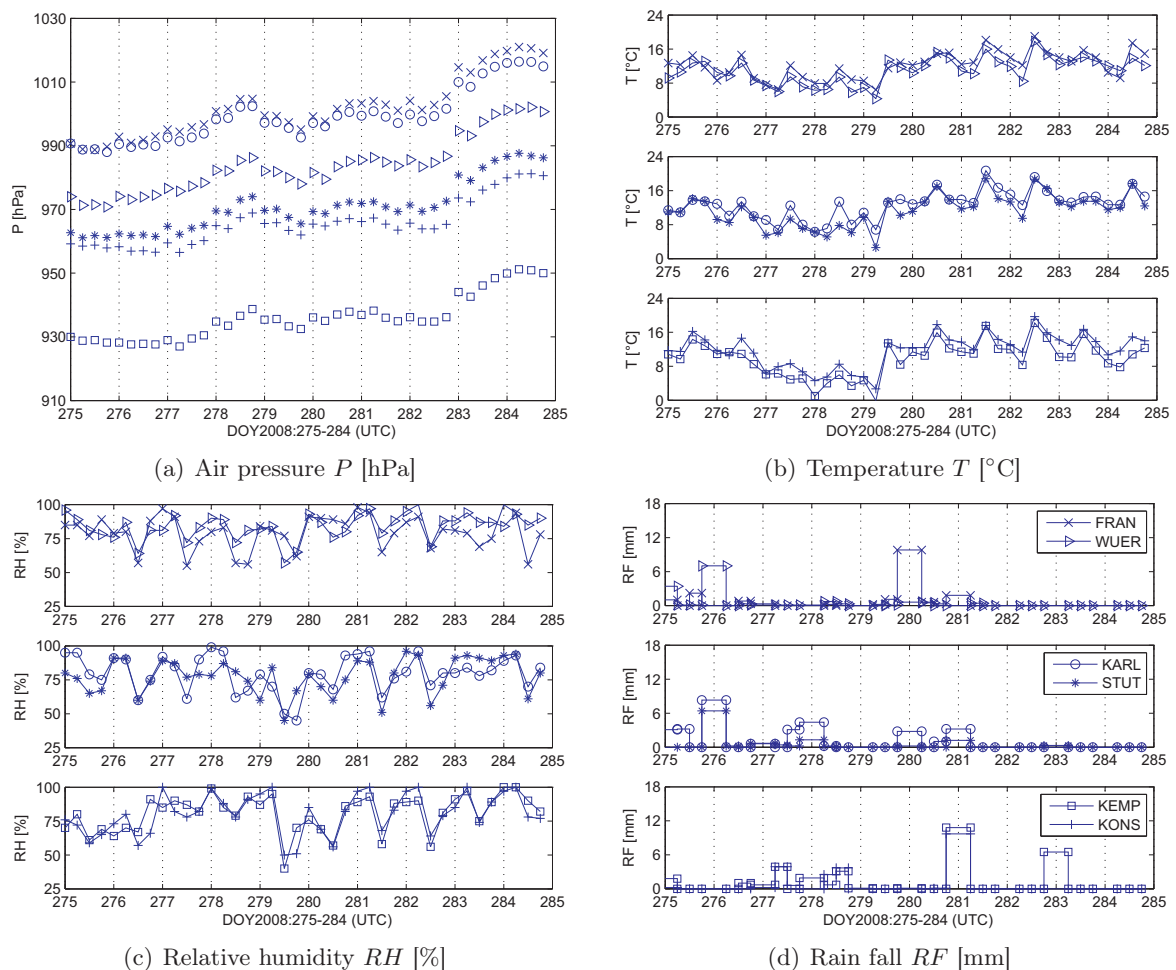 1030
1010
990
970
950
930
910
P [hPa]
275 276 277 278 279 280 281 282 283 284 285
DOY2008:275-284 (UTC)
(a) Air pressure P [hPa]
24
16
8
0
T [°C]
275 276 277 278 279 280 281 282 283 284 285
24
16
8
0
T [°C]
275 276 277 278 279 280 281 282 283 284 285
24
16
8
0
T [°C]
275 276 277 278 279 280 281 282 283 284 285
DOY2008:275-284 (UTC)
(b) Temperature T [°C]
100
75
50
25
RH [%]
275 276 277 278 279 280 281 282 283 284 285
100
75
50
25
RH [%]
275 276 277 278 279 280 281 282 283 284 285
100
75
50
25
RH [%]
275 276 277 278 279 280 281 282 283 284 285
DOY2008:275-284 (UTC)
(c) Relative humidity RH [%]
18
12
6
0
RF [mm]
FRAN
WUER
275 276 277 278 279 280 281 282 283 284 285
18
12
6
0
RF [mm]
KARL
STUT
275 276 277 278 279 280 281 282 283 284 285
18
12
6
0
RF [mm]
KEMP
KONS
275 276 277 278 279 280 281 282 283 284 285
DOY2008:275-284 (UTC)
(d) Rain fall RF [mm]